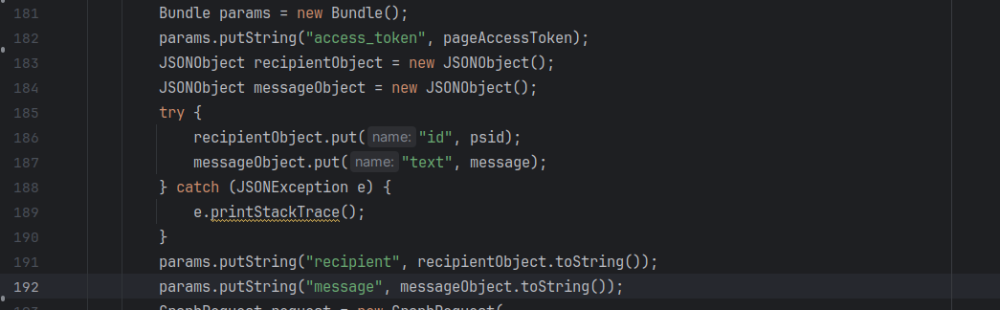 181 Bundle params = new Bundle();
182 params.putString("access_token", pageAccessToken);
183 JSONObject recipientObject = new JSONObject();
184 JSONObject messageObject = new JSONObject();
185 try {
186 recipientObject.put( name: "id", psid);
187 messageObject.put( name: "text", message);
188 } catch (JSONException e) {
189 e.printStackTrace();
190 }
191 params.putString("recipient", recipientObject.toString());
192 params.putString("message", messageObject.toString());
193 GraphRequest request = new GraphRequest(